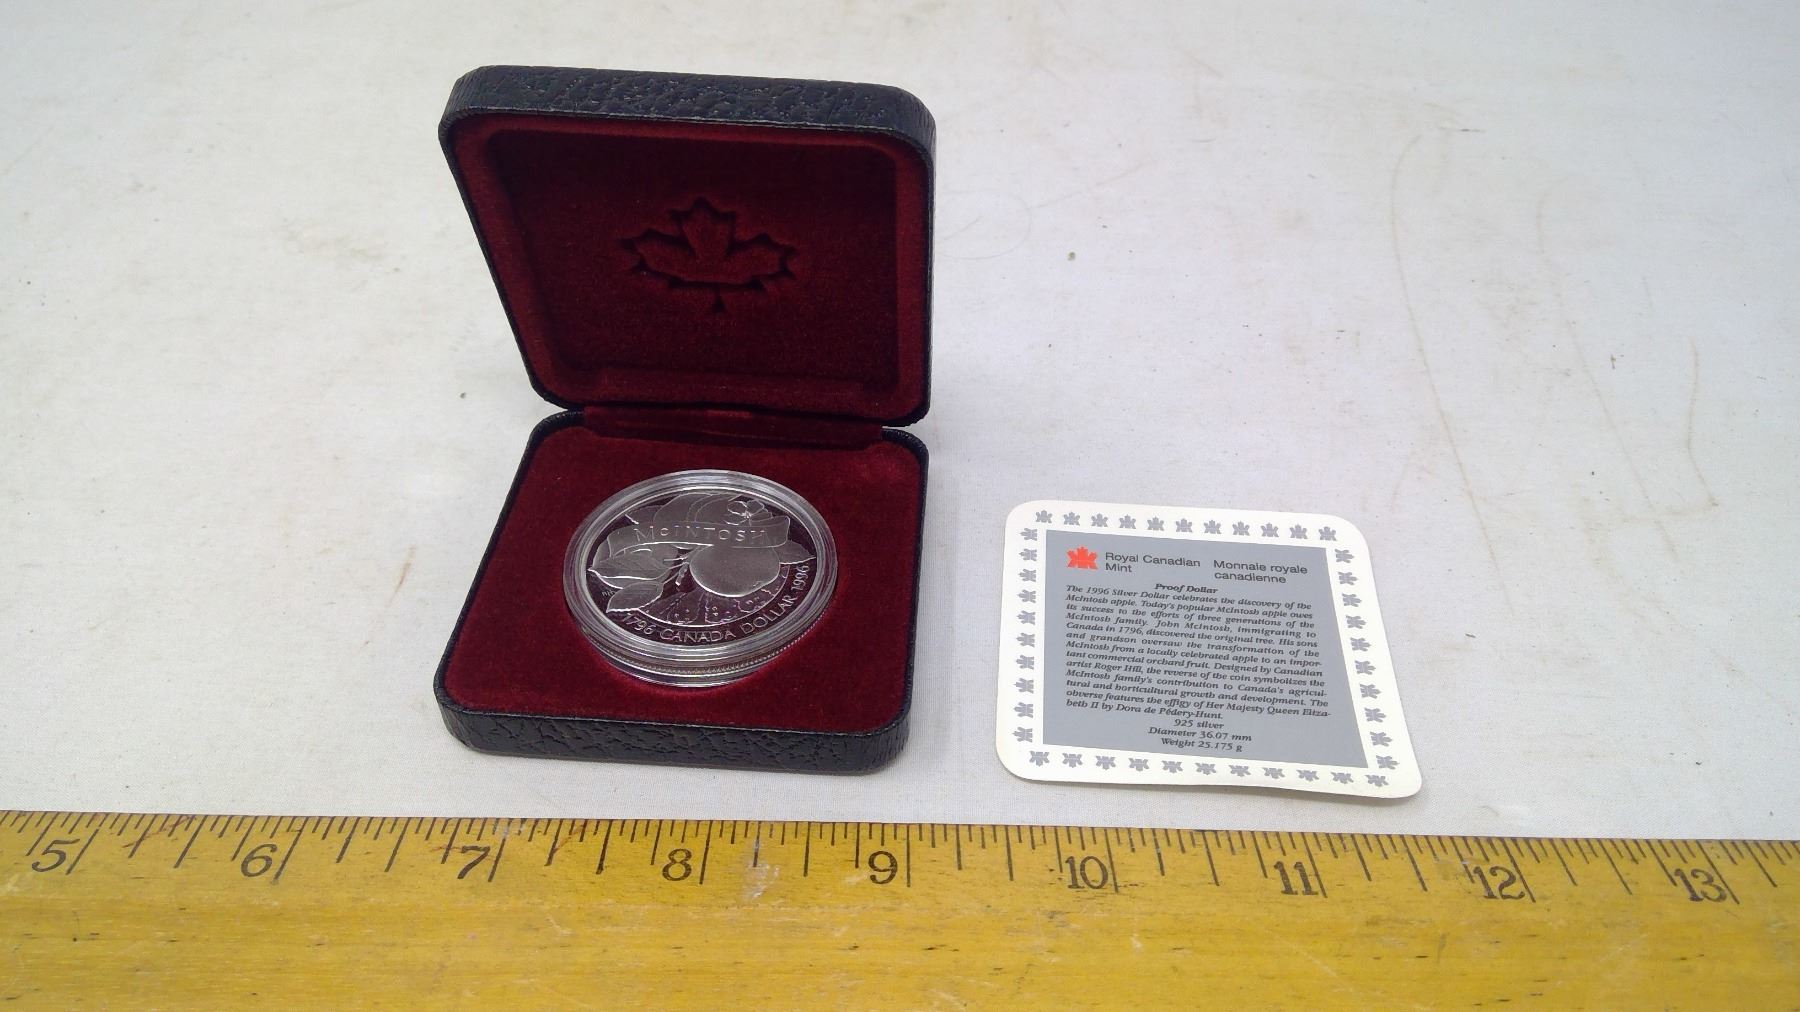 McINTOSH
1796 CANADA DOLLAR 1996
Royal Canadian
Mint
Monnaie royale
canadienne
Proof Dollar
The 1996 Silver Dollar celebrates the discovery of the
McIntosh apple. Today's popular McIntosh apple owes
its success to the efforts of three generations of the
McIntosh family. John McIntosh, immigrating to
Canada in 1796, discovered the original tree. His sons
and grandson oversaw the transformation of the
McIntosh from a locally celebrated apple to an impor-
tant commercial orchard fruit. Designed by Canadian
artist Roger Hill, the reverse of the coin symbolizes the
McIntosh family's contribution to Canada's agricul-
tural and horticultural growth and development. The
obverse features the effigy of Her Majesty Queen Eliza-
beth II by Dora de Pédery-Hunt.
925 silver
Diameter 36.07 mm
Weight 25.175 g
5 6 7 8 9 10 11 12 13